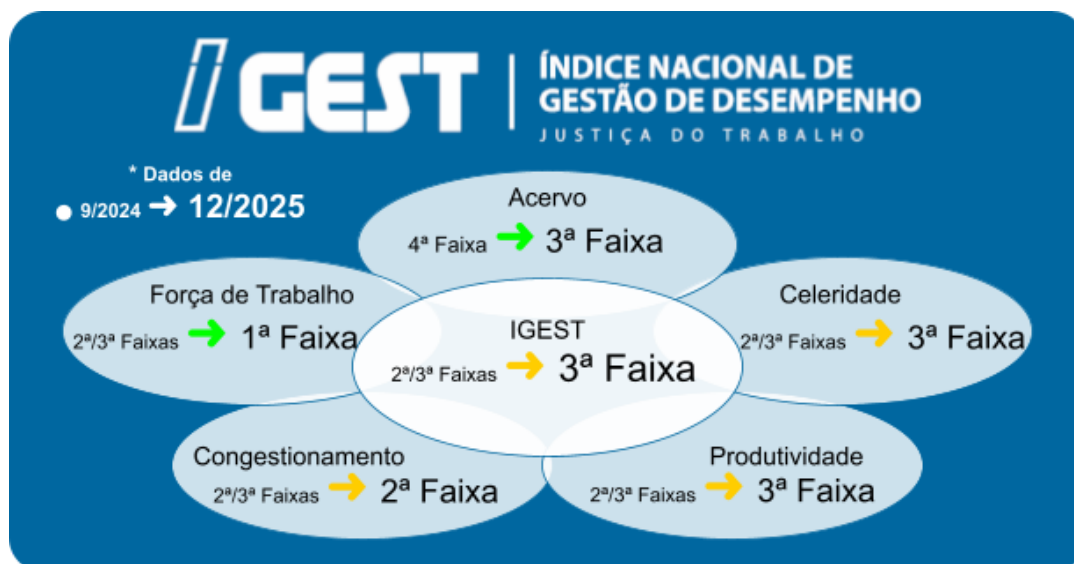 IGEST
ÍNDICE NACIONAL DE
GESTÃO DE DESEMPENHO
JUSTIÇA DO TRABALHO
* Dados de
9/2024 ➜ 12/2025
Acervo
4ª Faixa ➜ 3ª Faixa
Força de Trabalho
2ª/3ª Faixas ➜ 1ª Faixa
Celeridade
2ª/3ª Faixas ➜ 3ª Faixa
IGEST
2ª/3ª Faixas ➜ 3ª Faixa
Congestionamento
2ª/3ª Faixas ➜ 2ª Faixa
Produtividade
2ª/3ª Faixas ➜ 3ª Faixa